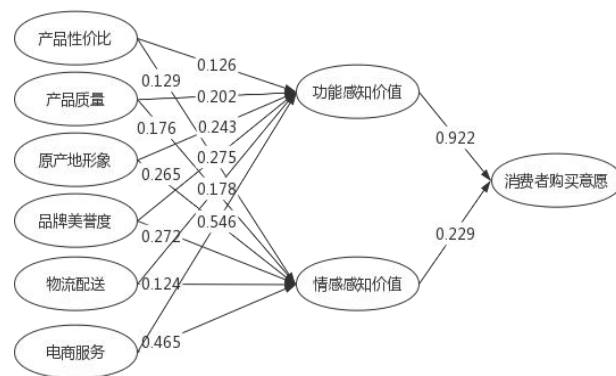 产品性价比
0.126
0.129
产品质量
0.202
功能感知价值
0.176
0.243
0.922
原产地形象
0.275
0.265
0.178
消费者购买意愿
品牌美誉度
0.546
0.272
0.229
物流配送
0.124
情感感知价值
电商服务
0.465